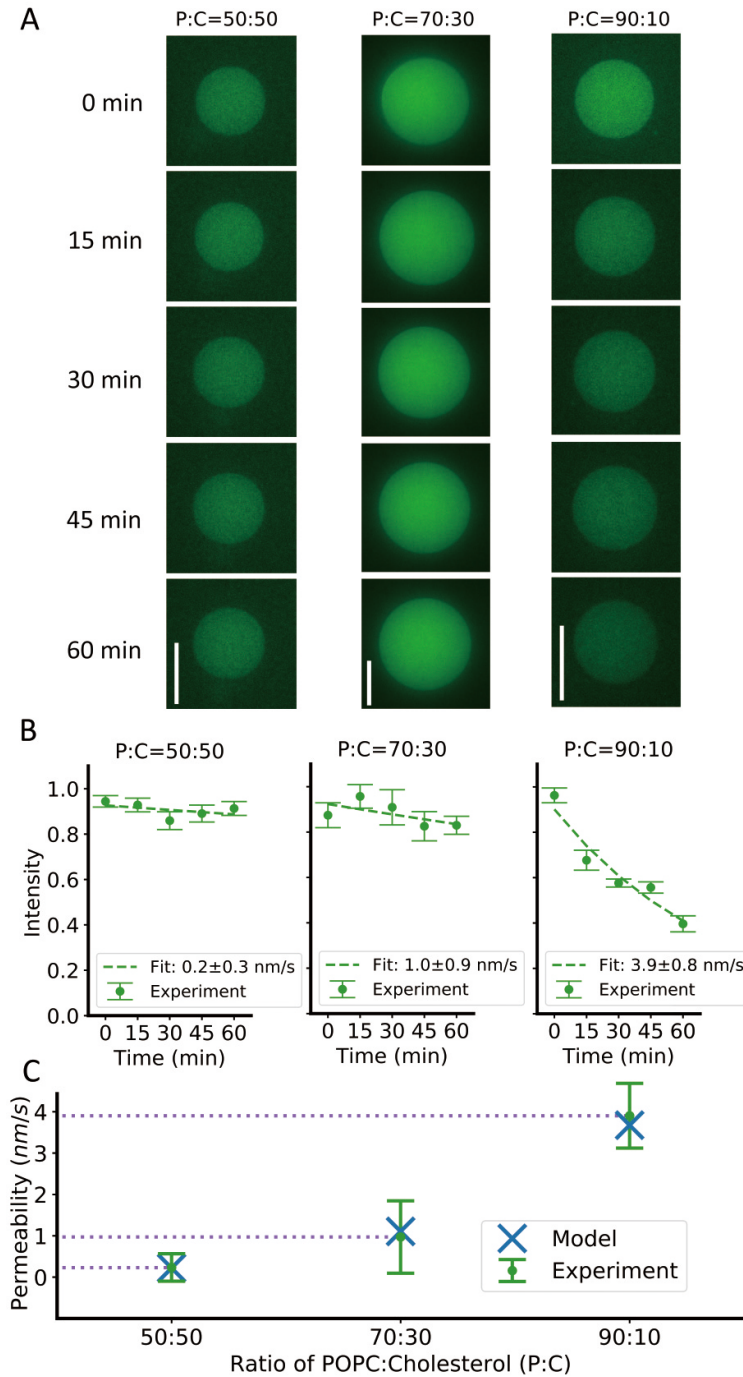 A
P:C=50:50 P:C=70:30 P:C=90:10
0 min
15 min
30 min
45 min
60 min
B
P:C=50:50 P:C=70:30 P:C=90:10
Intensity
1.0
0.8
0.6
0.4
0.2
0.0
Fit: 0.2±0.3 nm/s
Experiment
Fit: 1.0±0.9 nm/s
Experiment
Fit: 3.9±0.8 nm/s
Experiment
0 15 30 45 60 0 15 30 45 60 0 15 30 45 60
Time (min) Time (min) Time (min)
C
Permeability (nm/s)
4
3
2
1
0
Model
Experiment
50:50 70:30 90:10
Ratio of POPC:Cholesterol (P:C)